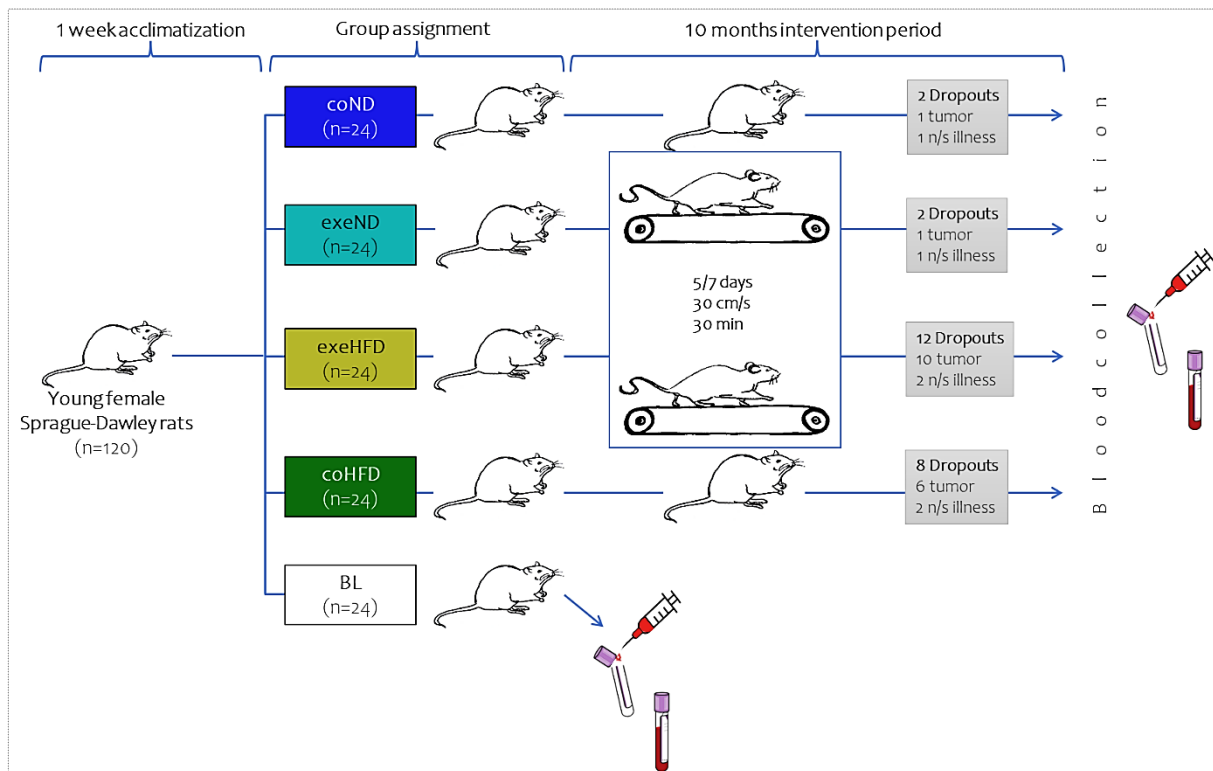 1 week acclimatization
Group assignment
10 months intervention period
Young female
Sprague-Dawley rats
(n=120)
coND
(n=24)
2 Dropouts
1 tumor
1 n/s illness
exeND
(n=24)
2 Dropouts
1 tumor
1 n/s illness
5/7 days
30 cm/s
30 min
exeHFD
(n=24)
12 Dropouts
10 tumor
2 n/s illness
coHFD
(n=24)
8 Dropouts
6 tumor
2 n/s illness
BL
(n=24)
Blood collection